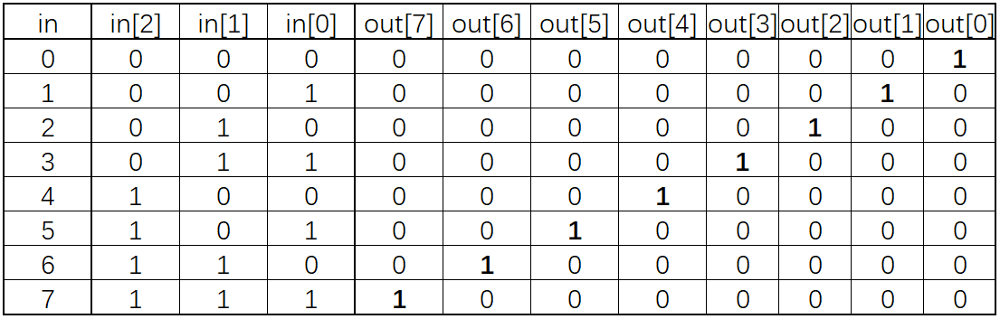 in in[2] in[1] in[0] out[7] out[6] out[5] out[4] out[3] out[2] out[1] out[0]
0 0 0 0 0 0 0 0 0 0 0 1
1 0 0 1 0 0 0 0 0 0 1 0
2 0 1 0 0 0 0 0 0 1 0 0
3 0 1 1 0 0 0 0 1 0 0 0
4 1 0 0 0 0 0 1 0 0 0 0
5 1 0 1 0 0 1 0 0 0 0 0
6 1 1 0 0 1 0 0 0 0 0 0
7 1 1 1 1 0 0 0 0 0 0 0